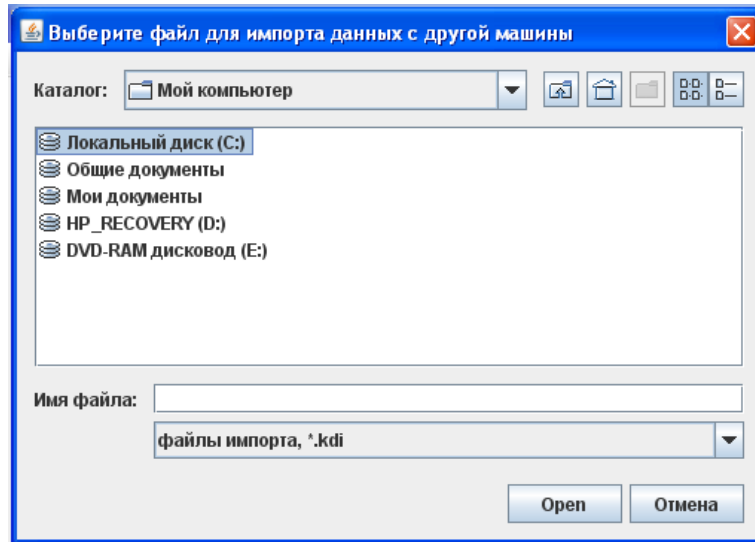 Выберите файл для импорта данных с другой машины
Каталог: Мой компьютер
Локальный диск (C:)
Общие документы
Мои документы
HP_RECOVERY (D:)
DVD-RAM дисковод (E:)
Имя файла:
файлы импорта, *.kdi
Open Отмена